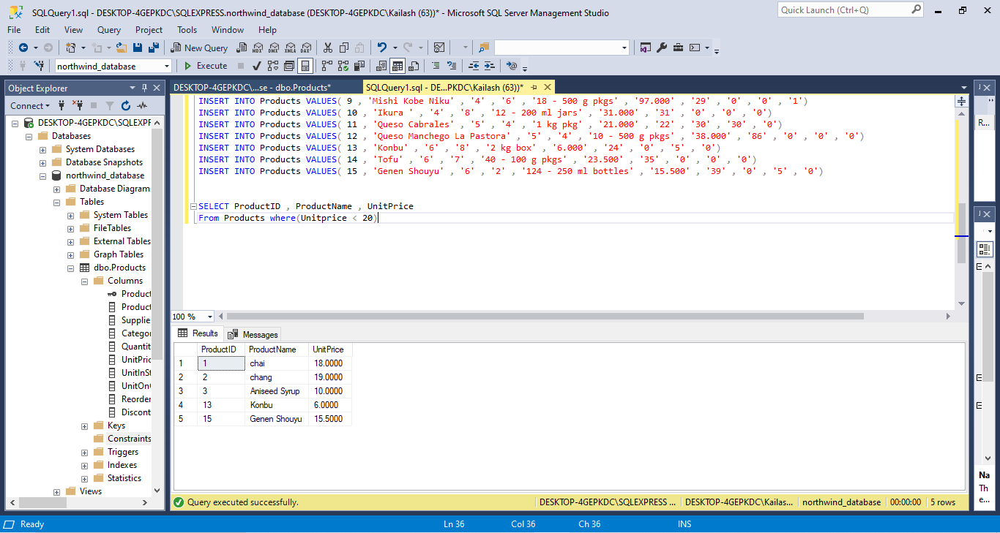 SQLQuery1.sql - DESKTOP-4GEPKDC\SQLEXPRESS.northwind_database (DESKTOP-4GEPKDC\Kailash (63))* - Microsoft SQL Server Management Studio
Quick Launch (Ctrl+Q)
File Edit View Query Project Tools Window Help
New Query MDX DMX XMLA DAX
northwind_database Execute
Object Explorer
Connect
DESKTOP-4GEPKDC\SQLEXPR
Databases
System Databases
Database Snapshots
northwind_database
Database Diagram
Tables
System Tables
FileTables
External Tables
Graph Tables
dbo.Products
Columns
Product
Product
Supplie
Categor
Quantit
UnitPric
UnitInSt
UnitOnO
Reorder
Discont
Keys
Constraints
Triggers
Indexes
Statistics
Views
DESKTOP-4GEPKDC\...se - dbo.Products*
SQLQuery1.sql - DE...PKDC\Kailash (63))*
INSERT INTO Products VALUES( 9 , 'Mishi Kobe Niku' , '4' , '6' , '18 - 500 g pkgs' , '97.000' , '29' , '0' , '0' , '1')
INSERT INTO Products VALUES( 10 , 'Ikura ' , '4' , '8' , '12 - 200 ml jars' , '31.000' , '31' , '0' , '0' , '0')
INSERT INTO Products VALUES( 11 , 'Queso Cabrales' , '5' , '4' , '1 kg pkg' , '21.000' , '22' , '30' , '30' , '0')
INSERT INTO Products VALUES( 12 , 'Queso Manchego La Pastora' , '5' , '4' , '10 - 500 g pkgs' , '38.000' , '86' , '0' , '0' , '0')
INSERT INTO Products VALUES( 13 , 'Konbu' , '6' , '8' , '2 kg box' , '6.000' , '24' , '0' , '5' , '0')
INSERT INTO Products VALUES( 14 , 'Tofu' , '6' , '7' , '40 - 100 g pkgs' , '23.500' , '35' , '0' , '0' , '0')
INSERT INTO Products VALUES( 15 , 'Genen Shouyu' , '6' , '2' , '124 - 250 ml bottles' , '15.500' , '39' , '0' , '5' , '0')
SELECT ProductID , ProductName , UnitPrice
From Products where(Unitprice < 20)
100 %
Results Messages
ProductID ProductName UnitPrice
1 1 chai 18.0000
2 2 chang 19.0000
3 3 Aniseed Syrup 10.0000
4 13 Konbu 6.0000
5 15 Genen Shouyu 15.5000
Query executed successfully. DESKTOP-4GEPKDC\SQLEXPRESS ... DESKTOP-4GEPKDC\Kailas... northwind_database 00:00:00 5 rows
R...
Na
Th
e...
Ready Ln 36 Col 36 Ch 36 INS